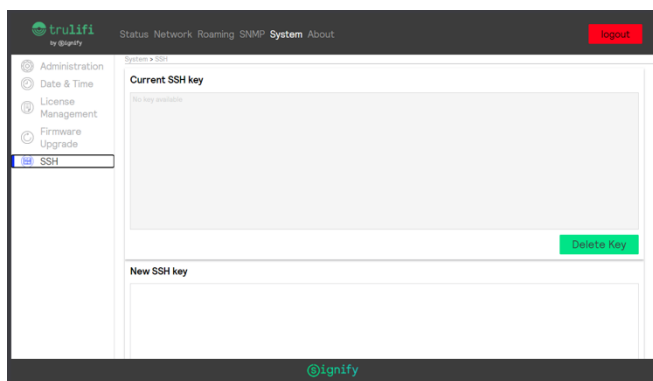 trulifi
by Signify
Status Network Roaming SNMP System About
logout
System > SSH
Administration
Date & Time
License
Management
Firmware
Upgrade
SSH
Current SSH key
No key available
Delete Key
New SSH key
Signify